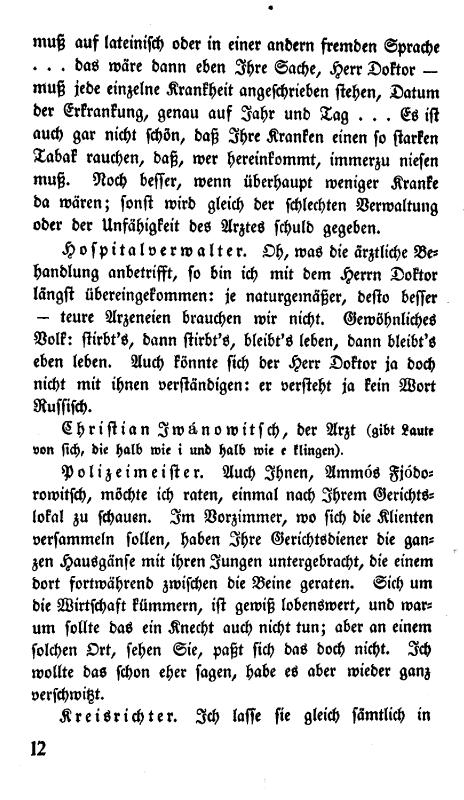 muß auf lateinisch oder in einer andern fremden Sprache
. . . das wäre dann eben Ihre Sache, Herr Doktor —
muß jede einzelne Krankheit angeschrieben stehen, Datum
der Erkrankung, genau auf Jahr und Tag . . . Es ist
auch gar nicht schön, daß Ihre Kranken einen so starken
Tabak rauchen, daß, wer hereinkommt, immerzu niesen
muß. Noch besser, wenn überhaupt weniger Kranke
da wären; sonst wird gleich der schlechten Verwaltung
oder der Unfähigkeit des Arztes schuld gegeben.
Hospitalverwalter. Oh, was die ärztliche Be-
handlung anbetrifft, so bin ich mit dem Herrn Doktor
längst übereingekommen: je naturgemäßer, desto besser
— teure Arzeneien brauchen wir nicht. Gewöhnliches
Volk: stirbt's, dann stirbt's, bleibt's leben, dann bleibt's
eben leben. Auch könnte sich der Herr Doktor ja doch
nicht mit ihnen verständigen: er versteht ja kein Wort
Russisch.
Christian Iwánowitsch, der Arzt (gibt Laute
von sich, die halb wie i und halb wie e klingen).
Polizeimeister. Auch Ihnen, Ammós Fjódo-
rowitsch, möchte ich raten, einmal nach Ihrem Gerichts-
lokal zu schauen. Im Vorzimmer, wo sich die Klienten
versammeln sollen, haben Ihre Gerichtsdiener die gan-
zen Hausgänse mit ihren Jungen untergebracht, die einem
dort fortwährend zwischen die Beine geraten. Sich um
die Wirtschaft kümmern, ist gewiß lobenswert, und war-
um sollte das ein Knecht auch nicht tun; aber an einem
solchen Ort, sehen Sie, paßt sich das doch nicht. Ich
wollte das schon eher sagen, habe es aber wieder ganz
verschwitzt.
Kreisrichter. Ich lasse sie gleich sämtlich in
12